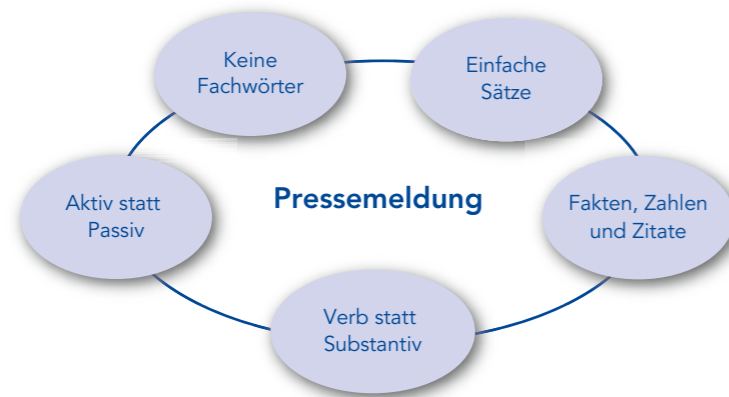 Keine
Fachwörter
Einfache
Sätze
Aktiv statt
Passiv
Pressemeldung
Fakten, Zahlen
und Zitate
Verb statt
Substantiv